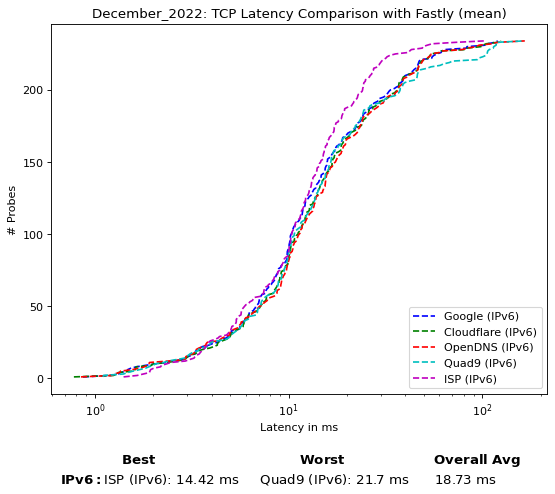 December_2022: TCP Latency Comparison with Fastly (mean)
# Probes
200
150
100
50
0
Google (IPv6)
Cloudflare (IPv6)
OpenDNS (IPv6)
Quad9 (IPv6)
ISP (IPv6)
10⁰ 10¹ 10²
Latency in ms
Best Worst Overall Avg
IPv6: ISP (IPv6): 14.42 ms Quad9 (IPv6): 21.7 ms 18.73 ms